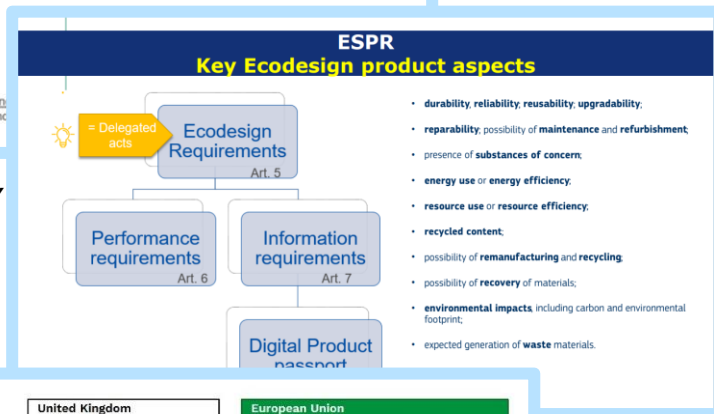 ESPR
Key Ecodesign product aspects
= Delegated
acts
Ecodesign
Requirements
Art. 5
Performance
requirements
Art. 6
Information
requirements
Art. 7
Digital Product
passport
• durability, reliability; reusability; upgradability;
• reparability; possibility of maintenance and refurbishment;
• presence of substances of concern;
• energy use or energy efficiency;
• resource use or resource efficiency;
• recycled content;
• possibility of remanufacturing and recycling;
• possibility of recovery of materials;
• environmental impacts, including carbon and environmental
footprint;
• expected generation of waste materials.
United Kingdom
European Union